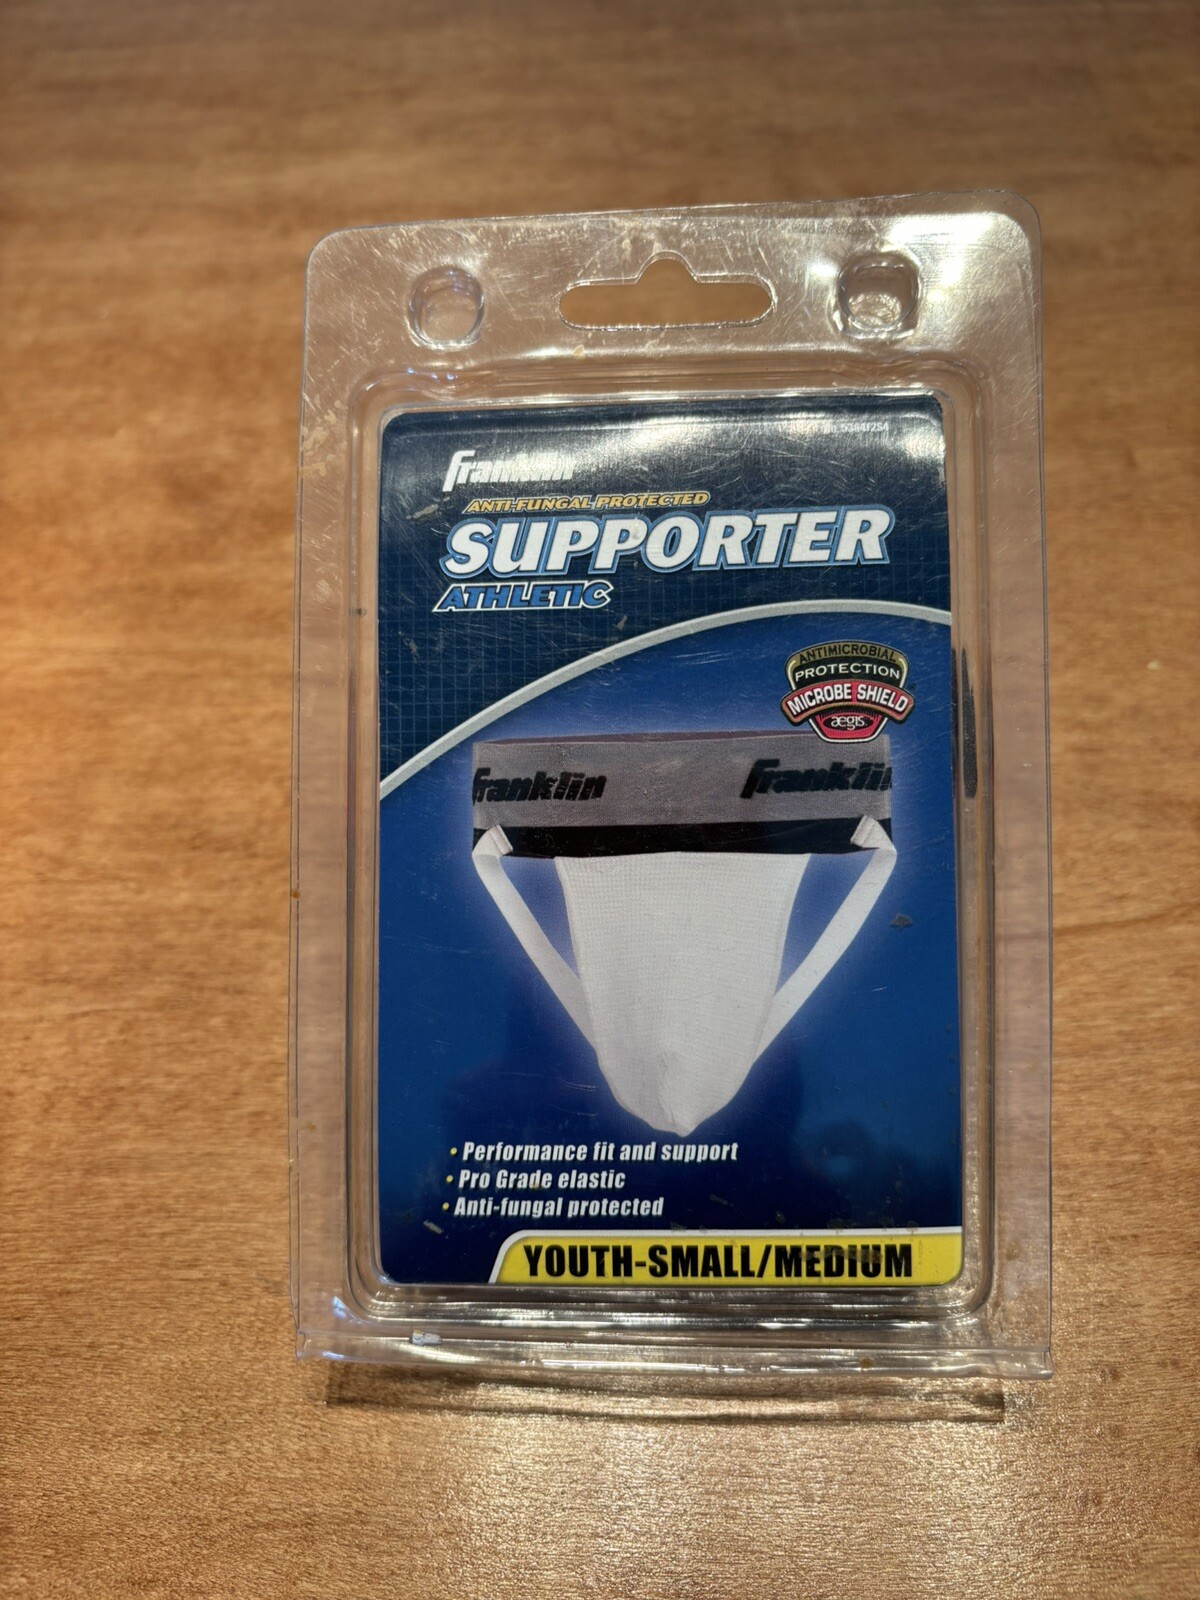 5384F2S4
Franklin
ANTI-FUNGAL PROTECTED
SUPPORTER
ATHLETIC
ANTIMICROBIAL
PROTECTION
MICROBE SHIELD
aegis
Franklin Franklin
• Performance fit and support
• Pro Grade elastic
• Anti-fungal protected
YOUTH-SMALL/MEDIUM